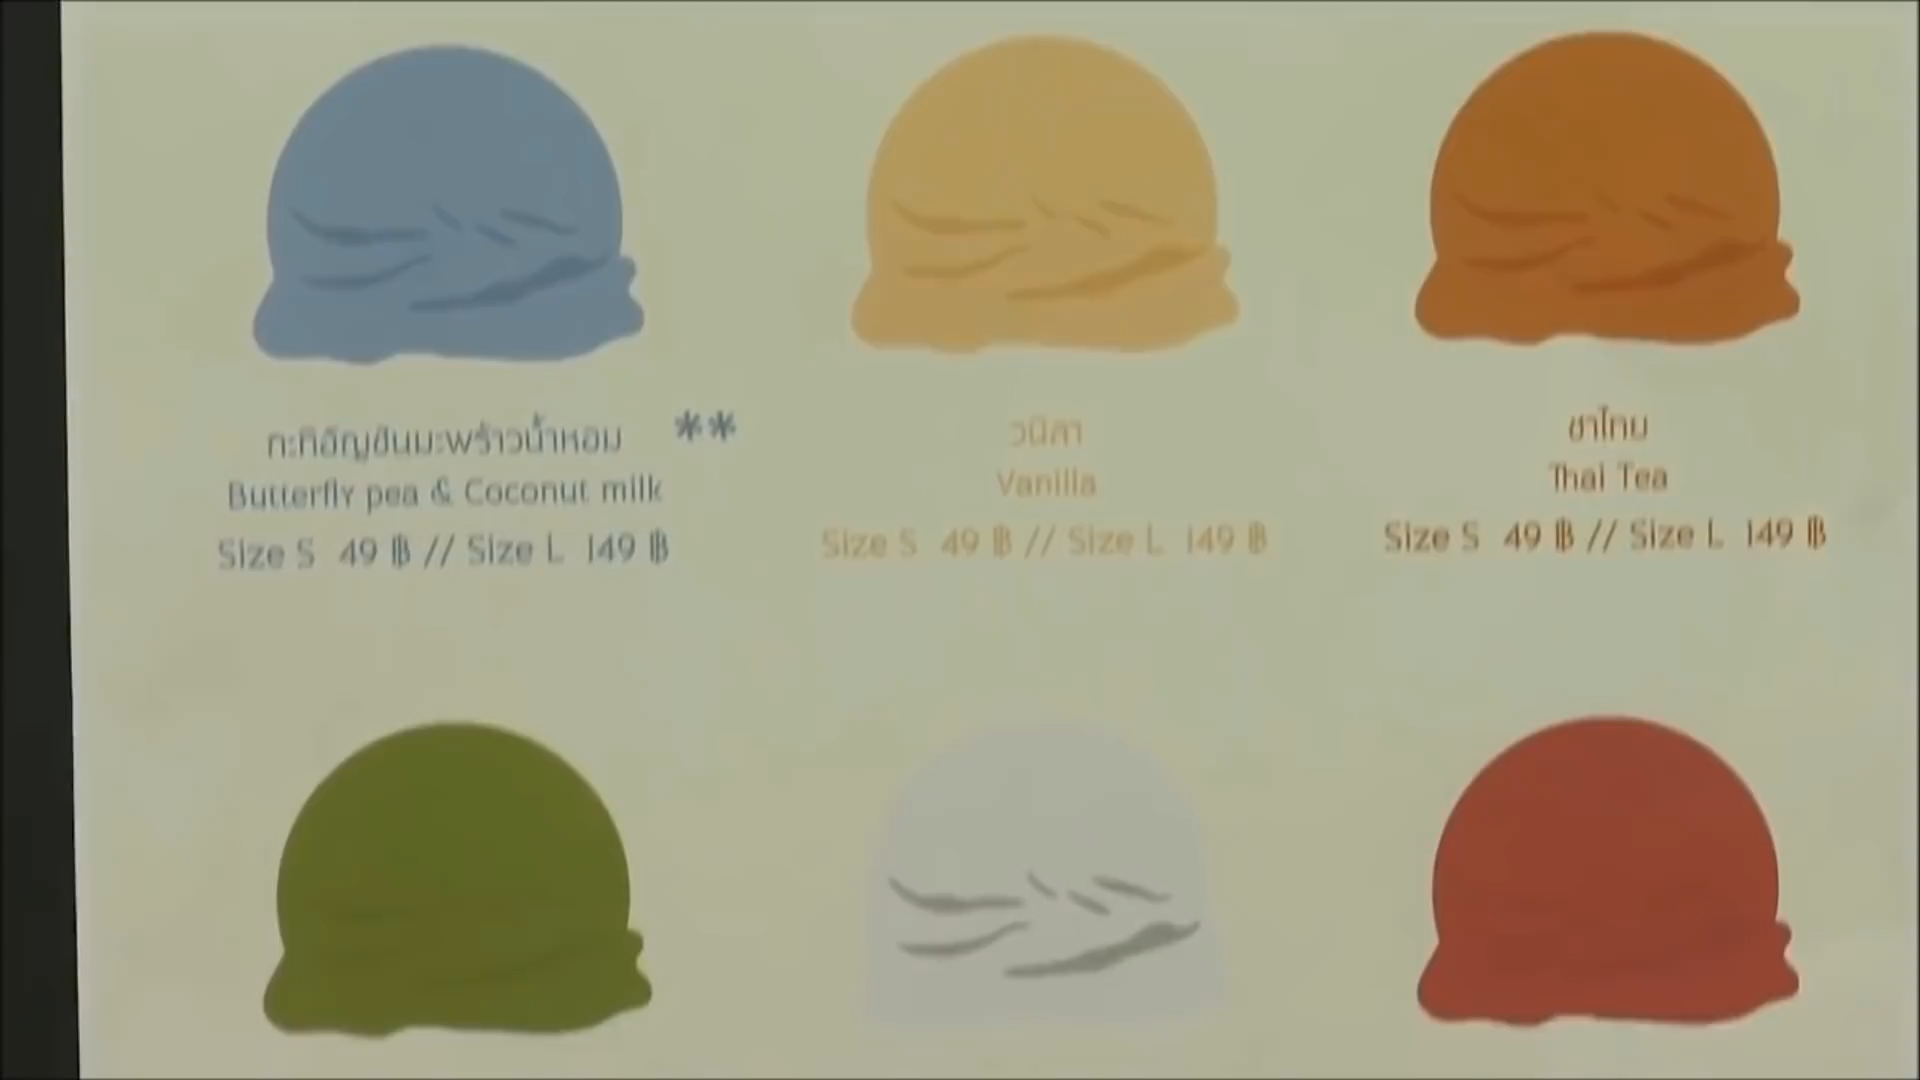 กะทิอัญชันมะพร้าวน้ำหอม **
Butterfly pea & Coconut milk
Size S 49 ฿ // Size L 149 ฿
วนิลา
Vanilla
Size S 49 ฿ // Size L 149 ฿
ชาไทย
Thai Tea
Size S 49 ฿ // Size L 149 ฿